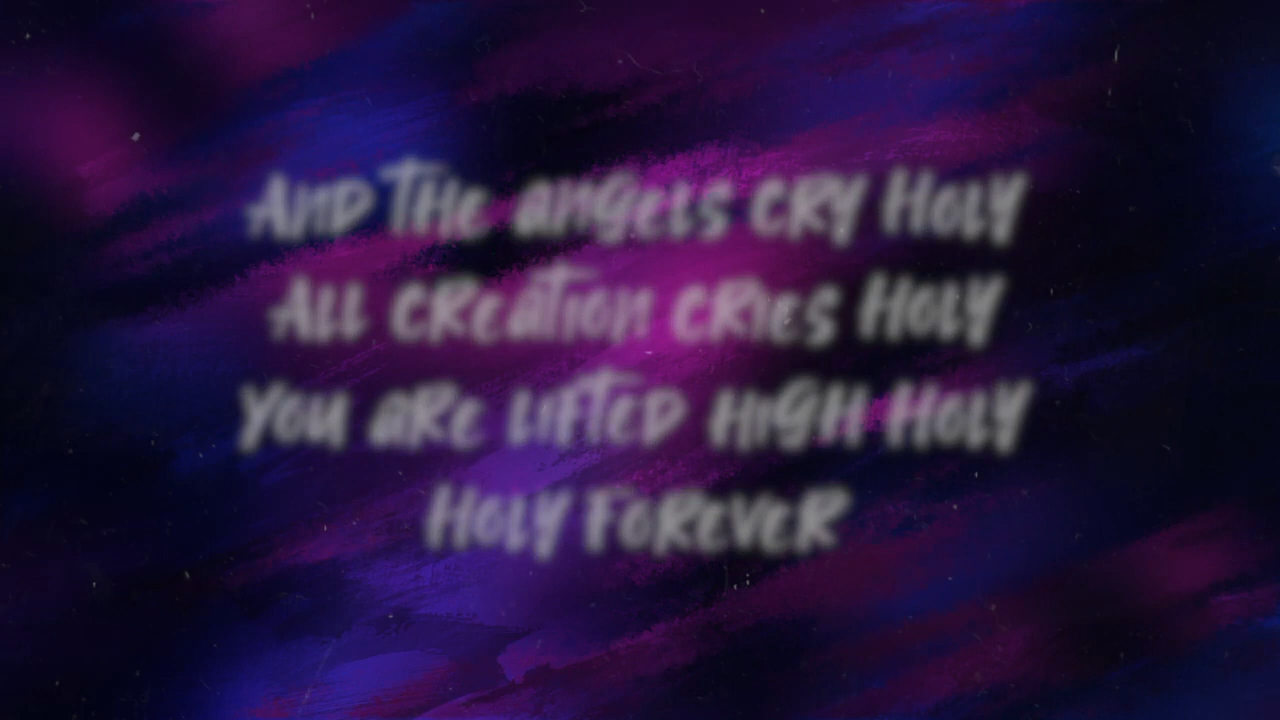 AND THE ANGELS CRY HOLY
ALL CREATION CRIES HOLY
YOU ARE LIFTED HIGH HOLY
HOLY FOREVER